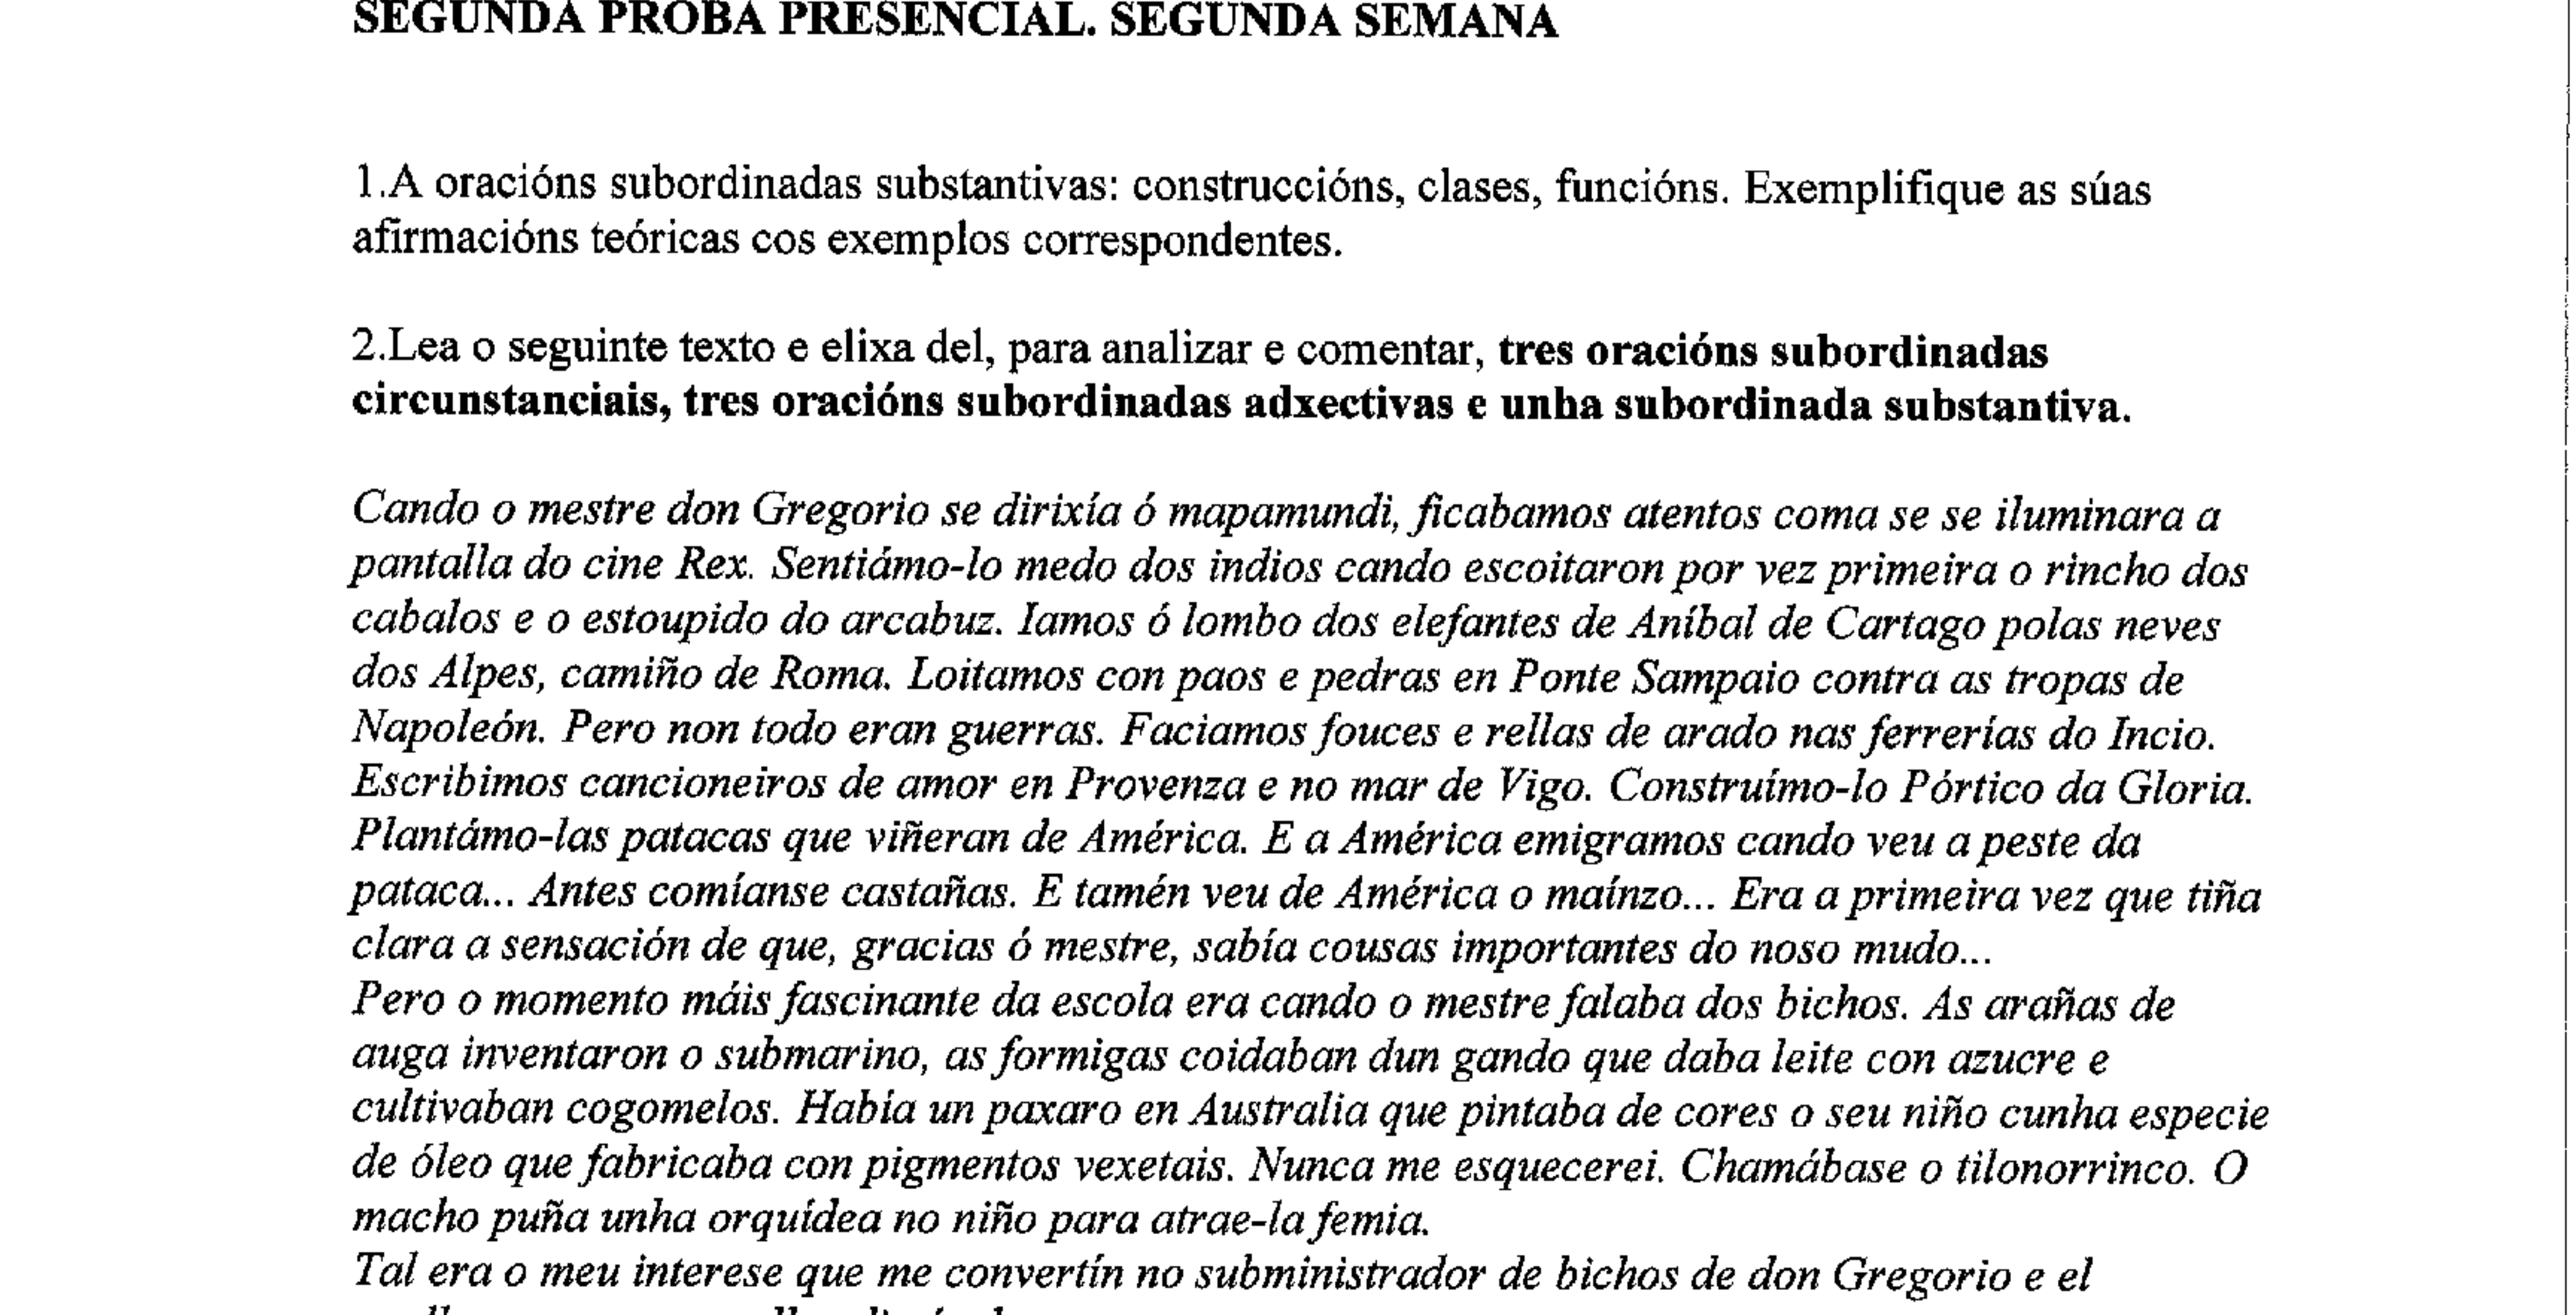 SEGUNDA PROBA PRESENCIAL. SEGUNDA SEMANA
1.A oracións subordinadas substantivas: construccións, clases, funcións. Exemplifique as súas
afirmacións teóricas cos exemplos correspondentes.
2.Lea o seguinte texto e elixa del, para analizar e comentar, tres oracións subordinadas
circunstanciais, tres oracións subordinadas adxectivas e unha subordinada substantiva.
Cando o mestre don Gregorio se dirixía ó mapamundi, ficabamos atentos coma se se iluminara a
pantalla do cine Rex. Sentiámo-lo medo dos indios cando escoitaron por vez primeira o rincho dos
cabalos e o estoupido do arcabuz. Iamos ó lombo dos elefantes de Aníbal de Cartago polas neves
dos Alpes, camiño de Roma. Loitamos con paos e pedras en Ponte Sampaio contra as tropas de
Napoleón. Pero non todo eran guerras. Faciamos fouces e rellas de arado nas ferrerías do Incio.
Escribimos cancioneiros de amor en Provenza e no mar de Vigo. Construímo-lo Pórtico da Gloria.
Plantámo-las patacas que viñeran de América. E a América emigramos cando veu a peste da
pataca... Antes comíanse castañas. E tamén veu de América o maínzo... Era a primeira vez que tiña
clara a sensación de que, gracias ó mestre, sabía cousas importantes do noso mudo...
Pero o momento máis fascinante da escola era cando o mestre falaba dos bichos. As arañas de
auga inventaron o submarino, as formigas coidaban dun gando que daba leite con azucre e
cultivaban cogomelos. Había un paxaro en Australia que pintaba de cores o seu niño cunha especie
de óleo que fabricaba con pigmentos vexetais. Nunca me esquecerei. Chamábase o tilonorrinco. O
macho puña unha orquídea no niño para atrae-la femia.
Tal era o meu interese que me convertín no subministrador de bichos de don Gregorio e el